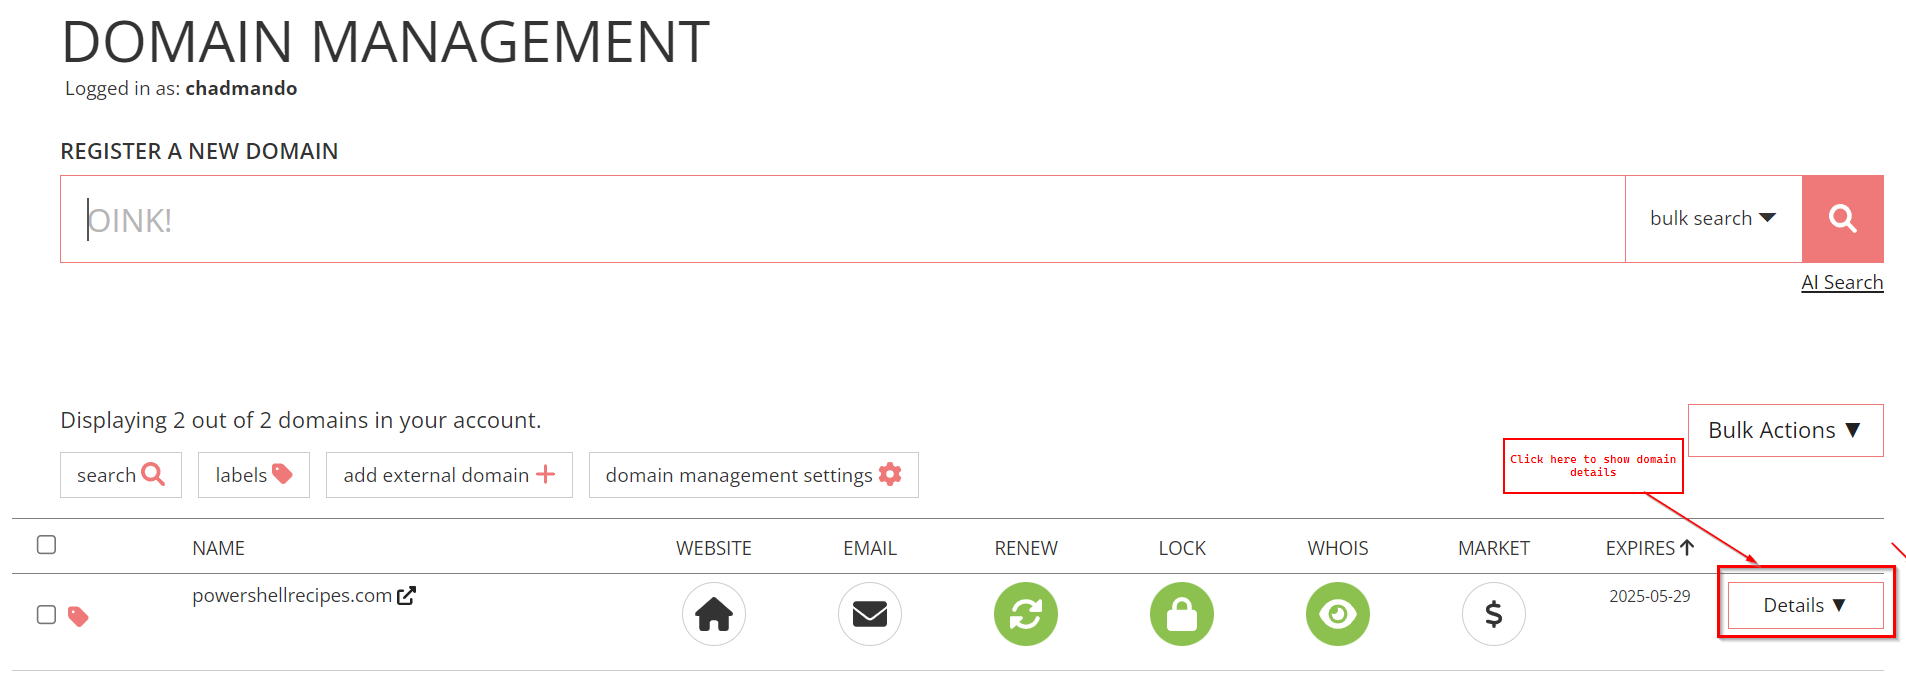 DOMAIN MANAGEMENT
Logged in as: chadmando
REGISTER A NEW DOMAIN
OINK!
bulk search
AI Search
Displaying 2 out of 2 domains in your account.
Bulk Actions ▼
search
labels
add external domain
domain management settings
Click here to show domain
details
NAME WEBSITE EMAIL RENEW LOCK WHOIS MARKET EXPIRES
powershellrecipes.com $ 2025-05-29 Details ▼